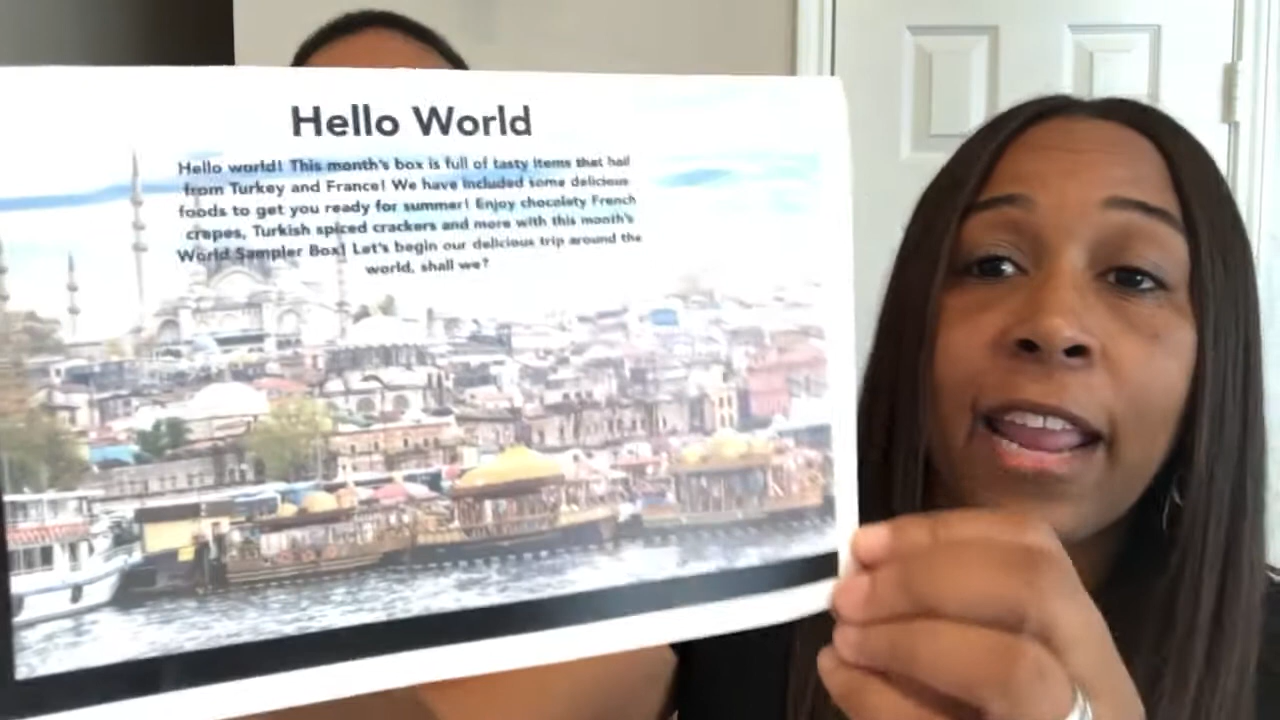 Hello World
Hello world! This month's box is full of tasty items that hail
from Turkey and France! We have included some delicious
foods to get you ready for summer! Enjoy chocolety French
crepes, Turkish spiced crackers and more with this month's
World Sampler Box! Let's begin our delicious trip around the
world, shall we?